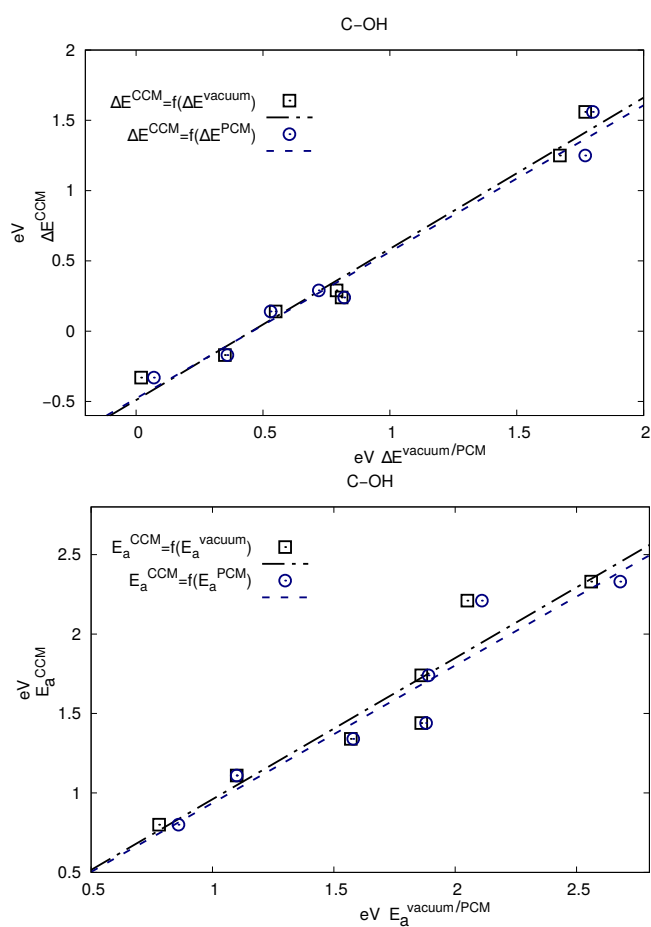 C−OH
2
1.5
1
0.5
0
−0.5
eV
ΔE^CCM
ΔE^CCM=f(ΔE^vacuum)
ΔE^CCM=f(ΔE^PCM)
0 0.5 1 1.5 2
eV ΔE^vacuum/PCM
C−OH
2.5
2
1.5
1
0.5
eV
E_a^CCM
E_a^CCM=f(E_a^vacuum)
E_a^CCM=f(E_a^PCM)
0.5 1 1.5 2 2.5
eV E_a^vacuum/PCM